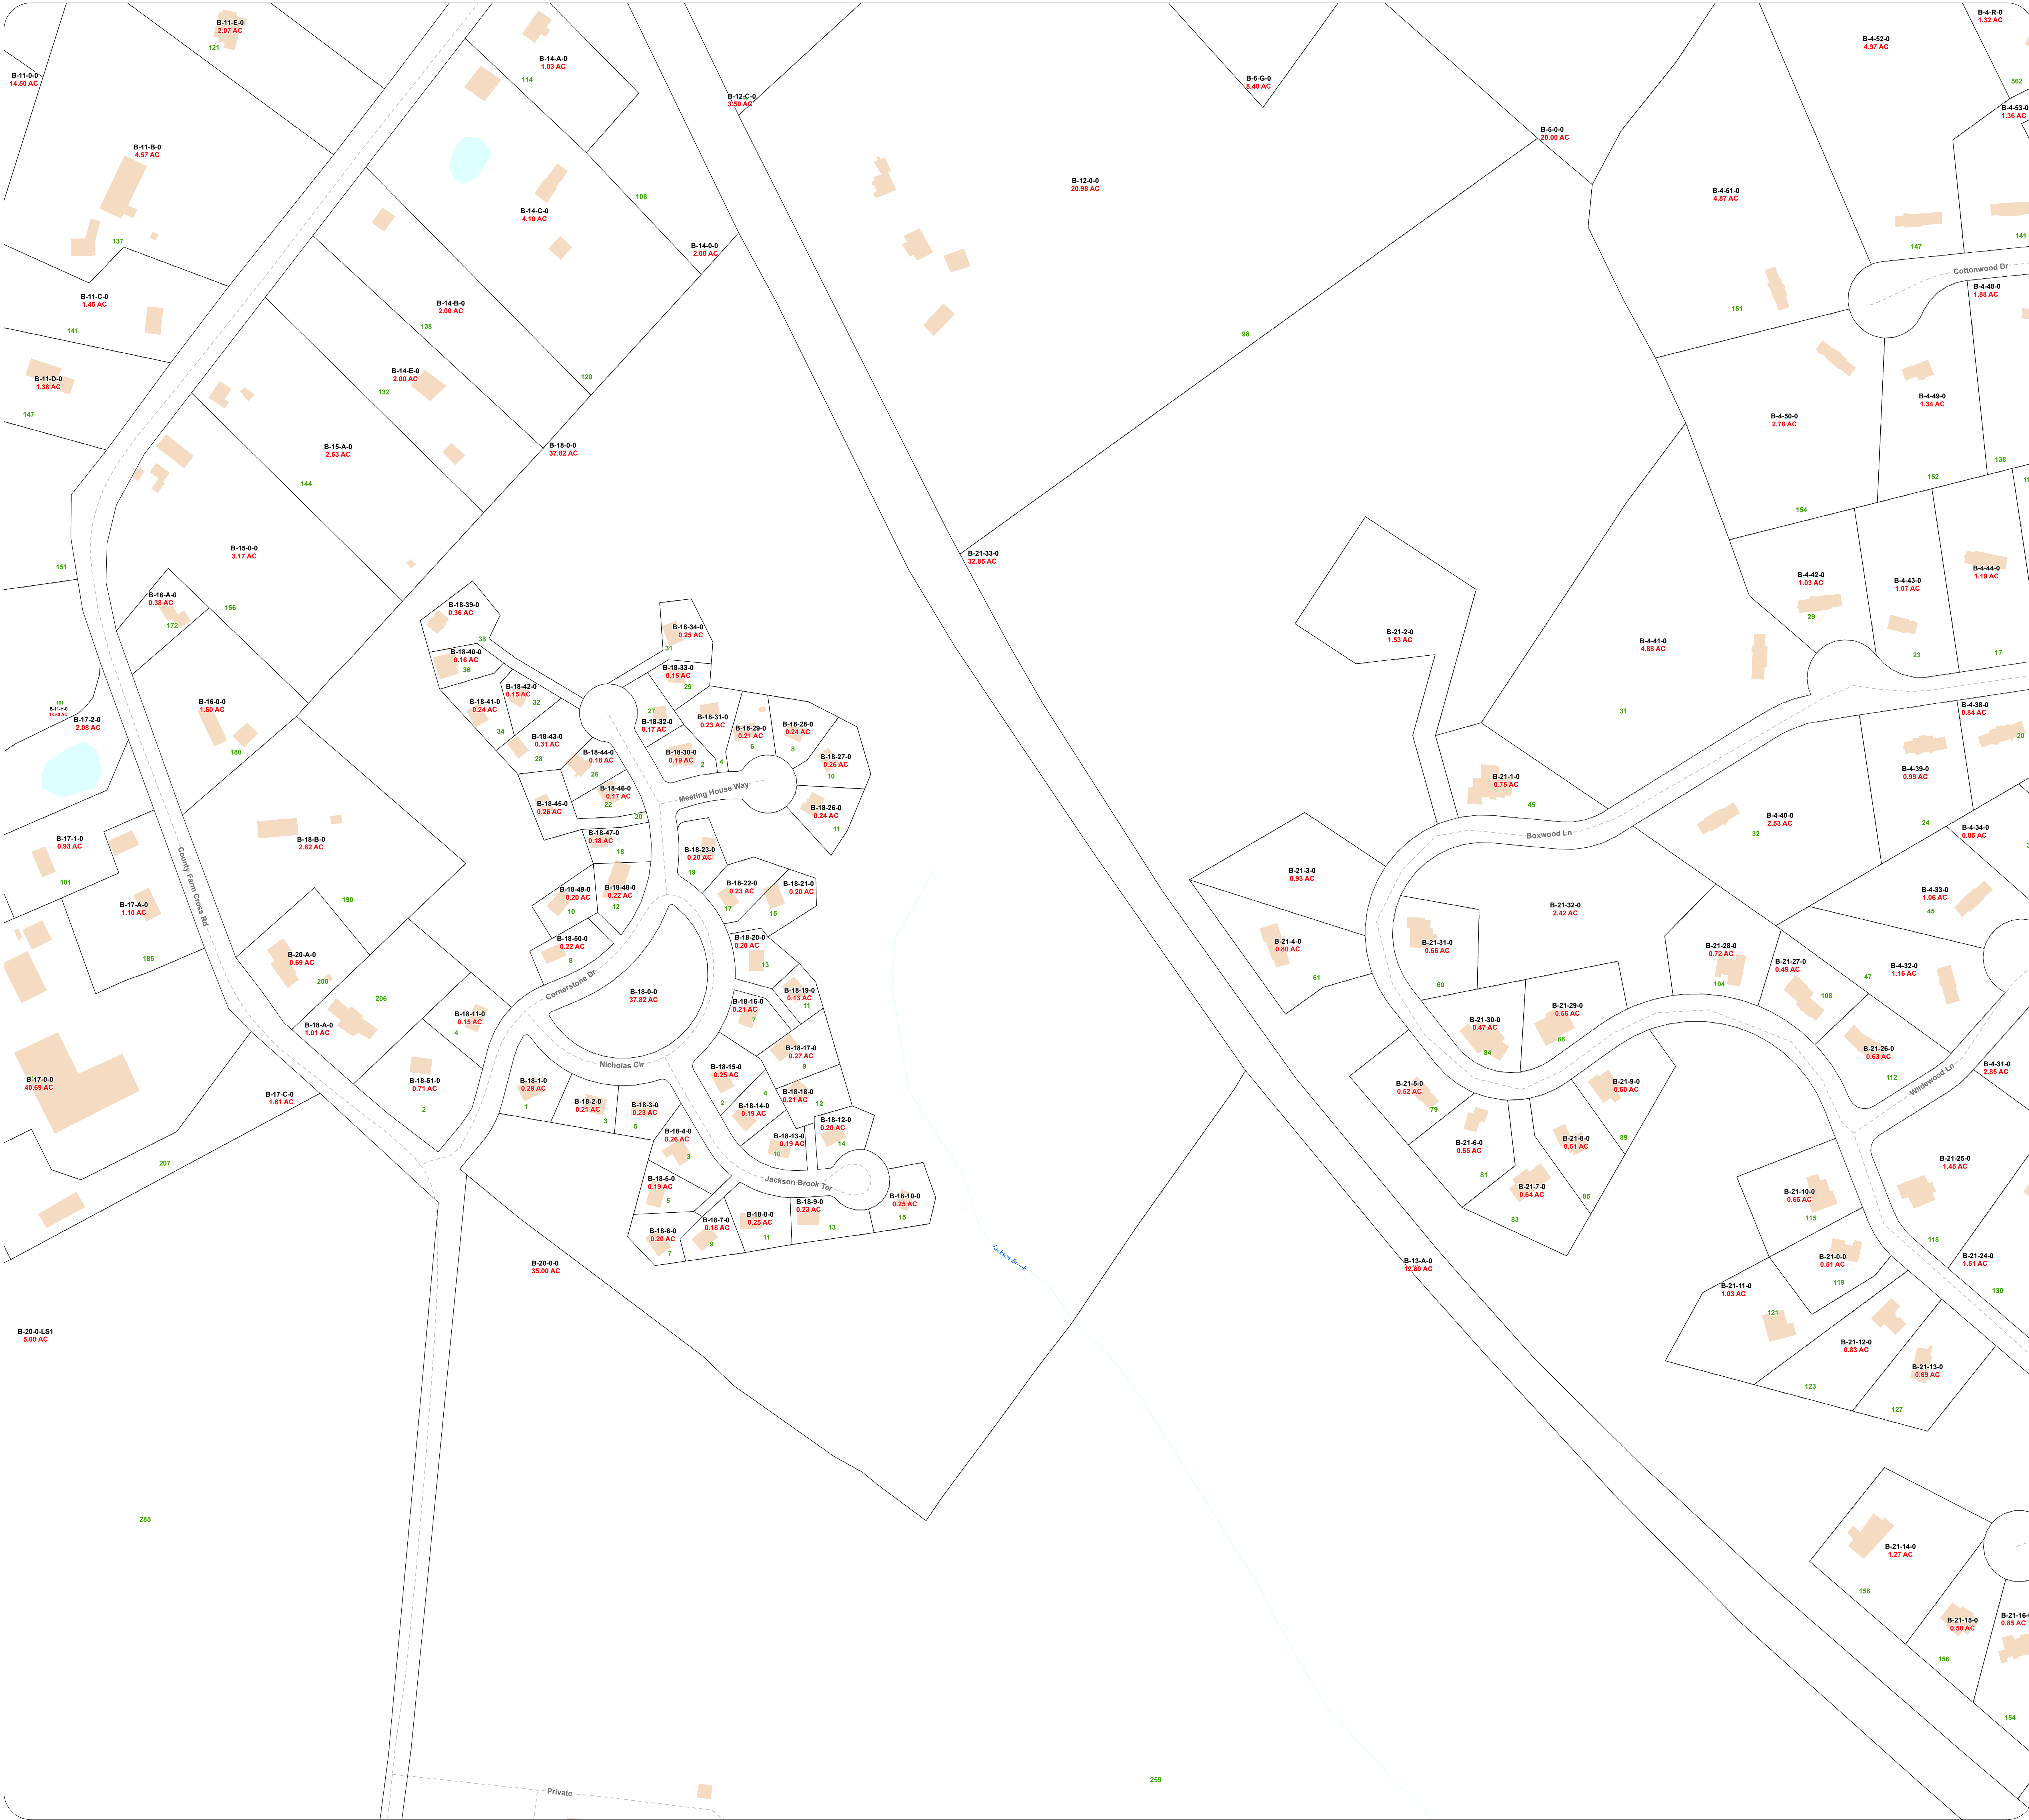 B-11-E-0
2.07 AC
121
B-14-A-0
1.03 AC
114
B-11-0-0
14.50 AC
B-12-C-0
3.50 AC
B-6-G-0
8.40 AC
B-4-52-0
4.97 AC
B-4-R-0
1.32 AC
562
B-4-53-0
1.36 AC
B-5-0-0
20.00 AC
B-11-B-0
4.57 AC
137
B-14-C-0
4.10 AC
108
B-12-0-0
20.98 AC
B-4-51-0
4.87 AC
147
141
Cottonwood Dr
B-14-0-0
2.00 AC
B-11-C-0
1.45 AC
141
B-14-B-0
2.00 AC
138
B-4-48-0
1.88 AC
151
98
B-11-D-0
1.38 AC
147
B-14-E-0
2.00 AC
132
120
B-4-49-0
1.34 AC
B-4-50-0
2.78 AC
B-15-A-0
2.63 AC
144
B-18-0-0
37.82 AC
138
152
154
B-15-0-0
3.17 AC
151
156
B-21-33-0
32.85 AC
B-4-42-0
1.03 AC
29
B-4-43-0
1.07 AC
23
B-4-44-0
1.19 AC
17
B-16-A-0
0.38 AC
172
B-18-39-0
0.36 AC
38
B-18-40-0
0.16 AC
36
B-18-34-0
0.25 AC
31
B-18-33-0
0.15 AC
29
B-21-2-0
1.53 AC
B-4-41-0
4.88 AC
31
B-18-41-0
0.24 AC
34
B-18-42-0
0.15 AC
32
27
B-18-32-0
0.17 AC
B-18-31-0
0.23 AC
4
B-18-29-0
0.21 AC
6
B-18-28-0
0.24 AC
8
B-16-0-0
1.60 AC
180
161
B-11-H-0
13.80 AC
B-17-2-0
2.08 AC
B-18-43-0
0.31 AC
28
B-18-44-0
0.18 AC
26
B-18-30-0
0.19 AC
2
B-18-27-0
0.26 AC
10
B-4-38-0
0.84 AC
20
B-4-39-0
0.99 AC
24
B-18-45-0
0.26 AC
B-18-46-0
0.17 AC
22
20
Meeting House Way
B-18-26-0
0.24 AC
11
B-21-1-0
0.75 AC
45
Boxwood Ln
B-4-40-0
2.53 AC
32
B-4-34-0
0.85 AC
B-17-1-0
0.93 AC
181
B-18-B-0
2.82 AC
190
B-18-47-0
0.18 AC
18
B-18-23-0
0.20 AC
19
B-17-A-0
1.10 AC
185
County Farm Cross Rd
B-18-49-0
0.20 AC
10
B-18-48-0
0.22 AC
12
B-18-22-0
0.23 AC
17
B-18-21-0
0.20 AC
15
B-21-3-0
0.93 AC
B-21-32-0
2.42 AC
B-4-33-0
1.06 AC
45
B-20-A-0
0.69 AC
200
B-18-50-0
0.22 AC
8
B-18-20-0
0.20 AC
13
B-21-4-0
0.80 AC
61
B-21-31-0
0.56 AC
60
B-21-28-0
0.72 AC
104
B-21-27-0
0.49 AC
108
47
B-4-32-0
1.16 AC
Cornerstone Dr
B-18-0-0
37.82 AC
B-18-19-0
0.13 AC
11
206
B-18-A-0
1.01 AC
B-18-11-0
0.15 AC
4
B-18-16-0
0.21 AC
7
B-21-30-0
0.47 AC
84
B-21-29-0
0.56 AC
88
B-21-26-0
0.63 AC
112
B-4-31-0
2.85 AC
Wildewood Ln
B-18-17-0
0.27 AC
9
Nicholas Cir
B-17-0-0
40.69 AC
B-17-C-0
1.61 AC
B-18-51-0
0.71 AC
2
B-18-1-0
0.29 AC
1
B-18-2-0
0.21 AC
3
B-18-3-0
0.23 AC
5
B-18-15-0
0.25 AC
2
4
B-18-18-0
0.21 AC
12
B-18-14-0
0.19 AC
B-21-5-0
0.52 AC
79
B-21-9-0
0.50 AC
89
207
B-18-4-0
0.26 AC
3
B-18-13-0
0.19 AC
10
B-18-12-0
0.20 AC
14
B-21-6-0
0.55 AC
81
B-21-8-0
0.51 AC
85
B-18-5-0
0.19 AC
5
Jackson Brook Ter
B-18-10-0
0.25 AC
15
B-21-7-0
0.64 AC
83
B-21-10-0
0.65 AC
115
B-21-25-0
1.45 AC
118
B-18-6-0
0.20 AC
7
B-18-7-0
0.18 AC
9
B-18-8-0
0.25 AC
11
B-18-9-0
0.23 AC
13
B-20-0-0
35.00 AC
Jackson Brook
B-13-A-0
12.60 AC
B-21-0-0
0.51 AC
119
B-21-24-0
1.51 AC
130
B-21-11-0
1.03 AC
121
B-20-0-LS1
5.00 AC
B-21-12-0
0.83 AC
123
B-21-13-0
0.69 AC
127
285
B-21-14-0
1.27 AC
158
B-21-15-0
0.58 AC
156
B-21-16-
0.85 AC
154
259
Private